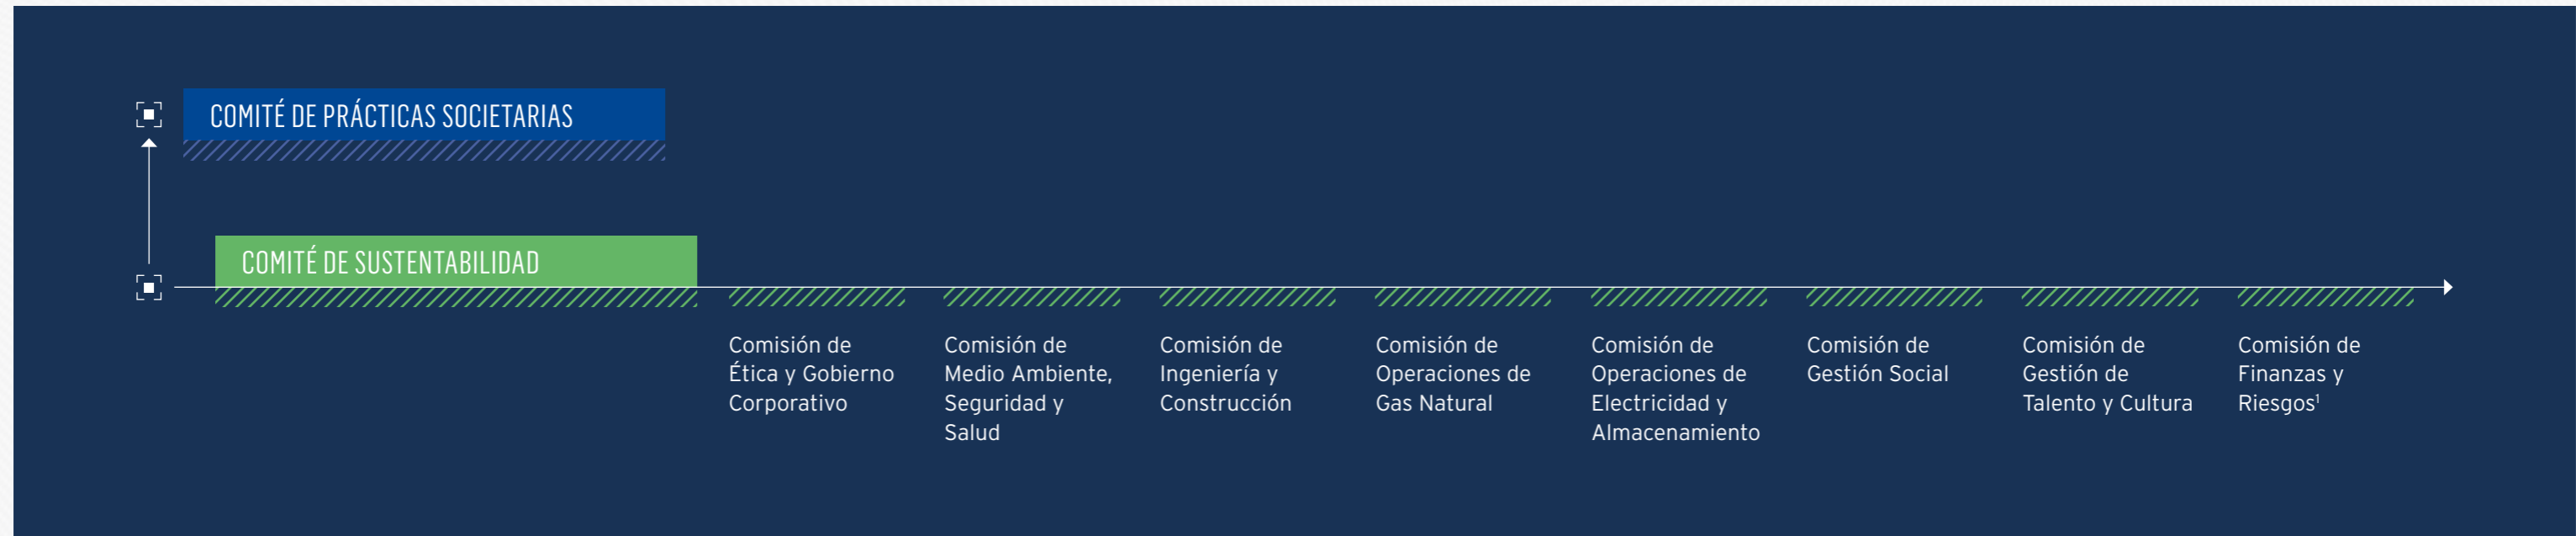 COMITÉ DE PRÁCTICAS SOCIETARIAS
COMITÉ DE SUSTENTABILIDAD
Comisión de
Ética y Gobierno
Corporativo
Comisión de
Medio Ambiente,
Seguridad y
Salud
Comisión de
Ingeniería y
Construcción
Comisión de
Operaciones de
Gas Natural
Comisión de
Operaciones de
Electricidad y
Almacenamiento
Comisión de
Gestión Social
Comisión de
Gestión de
Talento y Cultura
Comisión de
Finanzas y
Riesgos¹